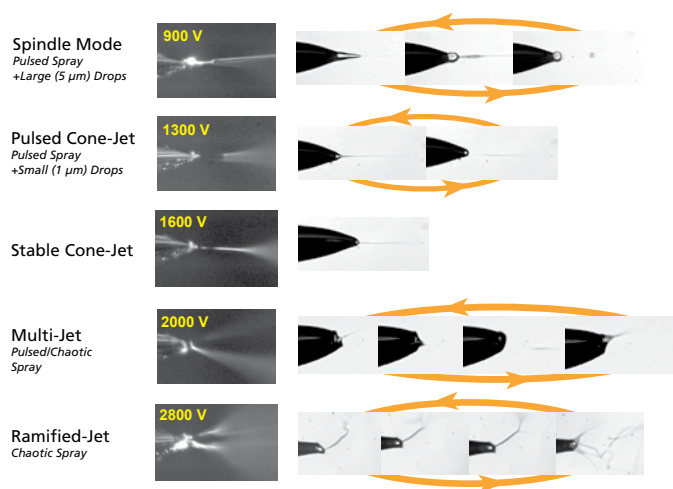 Spindle Mode
Pulsed Spray
+Large (5 µm) Drops
900 V
Pulsed Cone-Jet
Pulsed Spray
+Small (1 µm) Drops
1300 V
Stable Cone-Jet
1600 V
Multi-Jet
Pulsed/Chaotic
Spray
2000 V
Ramified-Jet
Chaotic Spray
2800 V